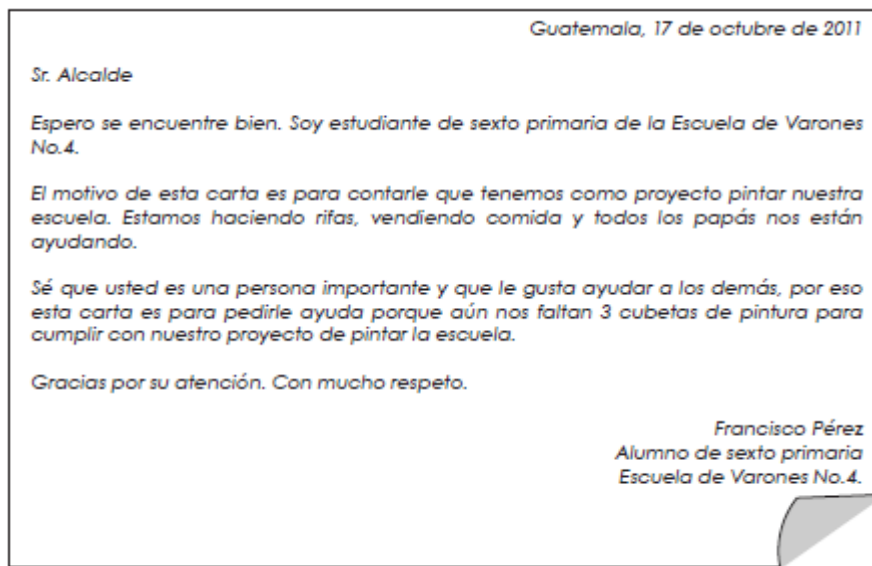 Guatemala, 17 de octubre de 2011
Sr. Alcalde
Espero se encuentre bien. Soy estudiante de sexto primaria de la Escuela de Varones
No.4.
El motivo de esta carta es para contarle que tenemos como proyecto pintar nuestra
escuela. Estamos haciendo rifas, vendiendo comida y todos los papás nos están
ayudando.
Sé que usted es una persona importante y que le gusta ayudar a los demás, por eso
esta carta es para pedirle ayuda porque aún nos faltan 3 cubetas de pintura para
cumplir con nuestro proyecto de pintar la escuela.
Gracias por su atención. Con mucho respeto.
Francisco Pérez
Alumno de sexto primaria
Escuela de Varones No.4.